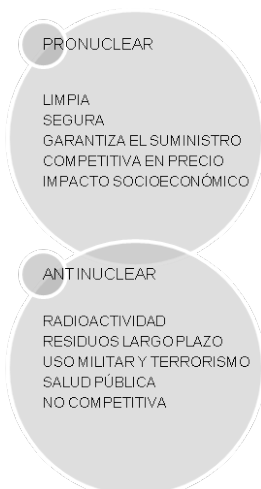 PRONUCLEAR
LIMPIA
SEGURA
GARANTIZA EL SUMINISTRO
COMPETITIVA EN PRECIO
IMPACTO SOCIOECONÓMICO
ANTINUCLEAR
RADIOACTIVIDAD
RESIDUOS LARGO PLAZO
USO MILITAR Y TERRORISMO
SALUD PÚBLICA
NO COMPETITIVA